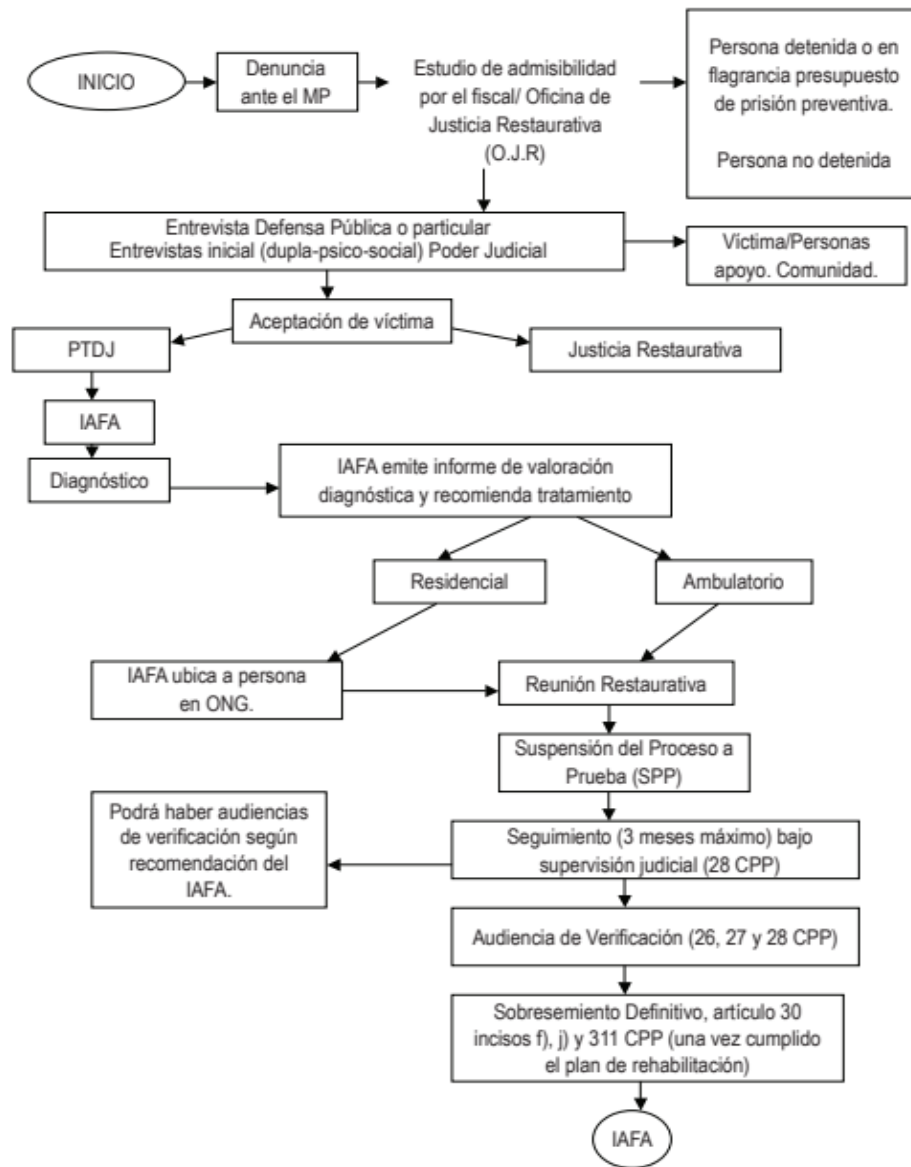 INICIO
Denuncia
ante el MP
Estudio de admisibilidad
por el fiscal/ Oficina de
Justicia Restaurativa
(O.J.R)
Persona detenida o en
flagrancia presupuesto
de prisión preventiva.
Persona no detenida
Entrevista Defensa Pública o particular
Entrevistas inicial (dupla-psico-social) Poder Judicial
Víctima/Personas
apoyo. Comunidad.
Aceptación de víctima
PTDJ
Justicia Restaurativa
IAFA
Diagnóstico
IAFA emite informe de valoración
diagnóstica y recomienda tratamiento
Residencial
Ambulatorio
IAFA ubica a persona
en ONG.
Reunión Restaurativa
Suspensión del Proceso a
Prueba (SPP)
Podrá haber audiencias
de verificación según
recomendación del
IAFA.
Seguimiento (3 meses máximo) bajo
supervisión judicial (28 CPP)
Audiencia de Verificación (26, 27 y 28 CPP)
Sobresemiento Definitivo, artículo 30
incisos f), j) y 311 CPP (una vez cumplido
el plan de rehabilitación)
IAFA